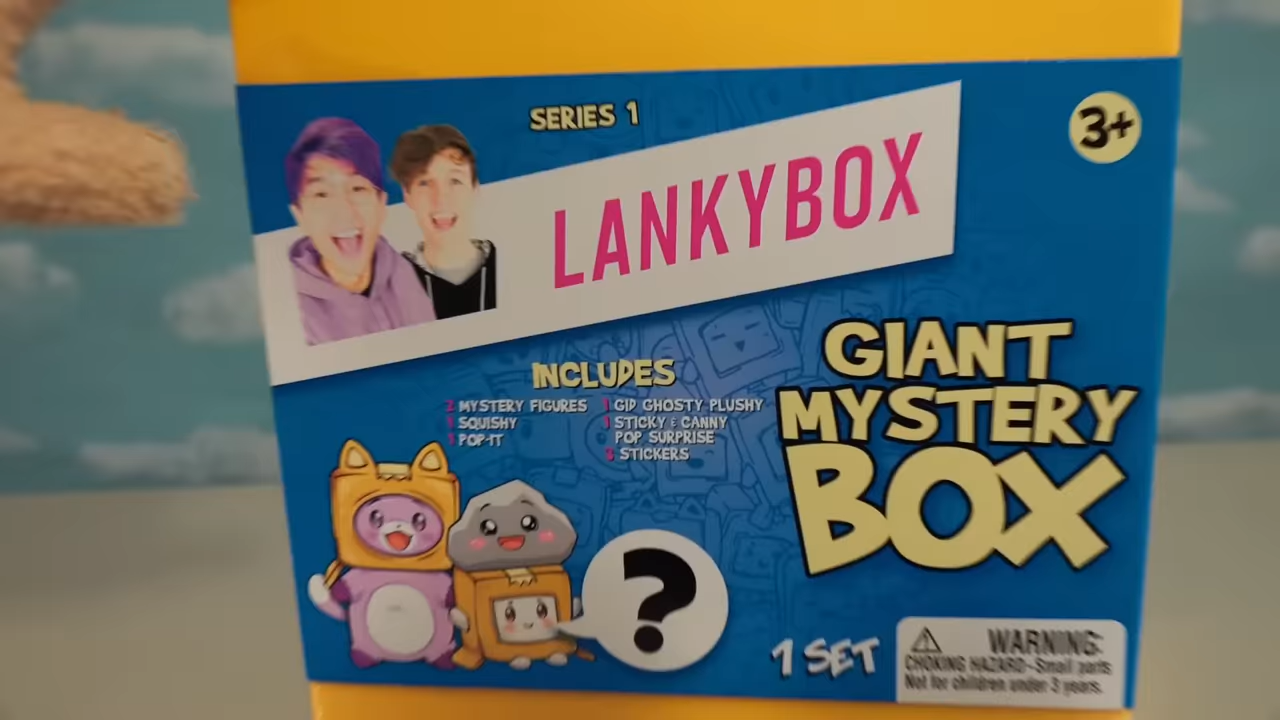 SERIES 1
3+
LANKYBOX
GIANT
MYSTERY
BOX
INCLUDES
2 MYSTERY FIGURES
1 SQUISHY
1 POP-IT
1 GID GHOSTY PLUSHY
1 STICKY & CANNY
POP SURPRISE
3 STICKERS
?
1 SET
WARNING:
CHOKING HAZARD-Small parts
Not for children under 3 years.